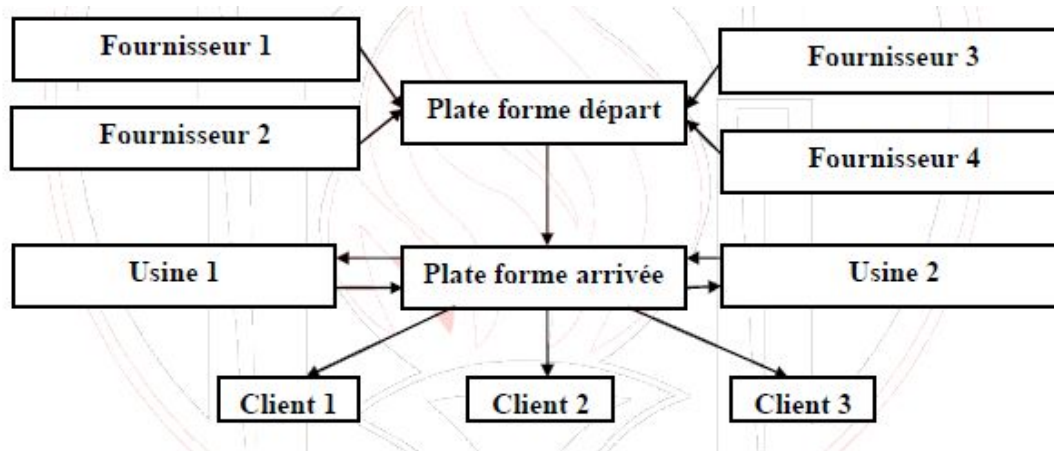 Fournisseur 1
Fournisseur 3
Plate forme départ
Fournisseur 2
Fournisseur 4
Usine 1
Plate forme arrivée
Usine 2
Client 1
Client 2
Client 3